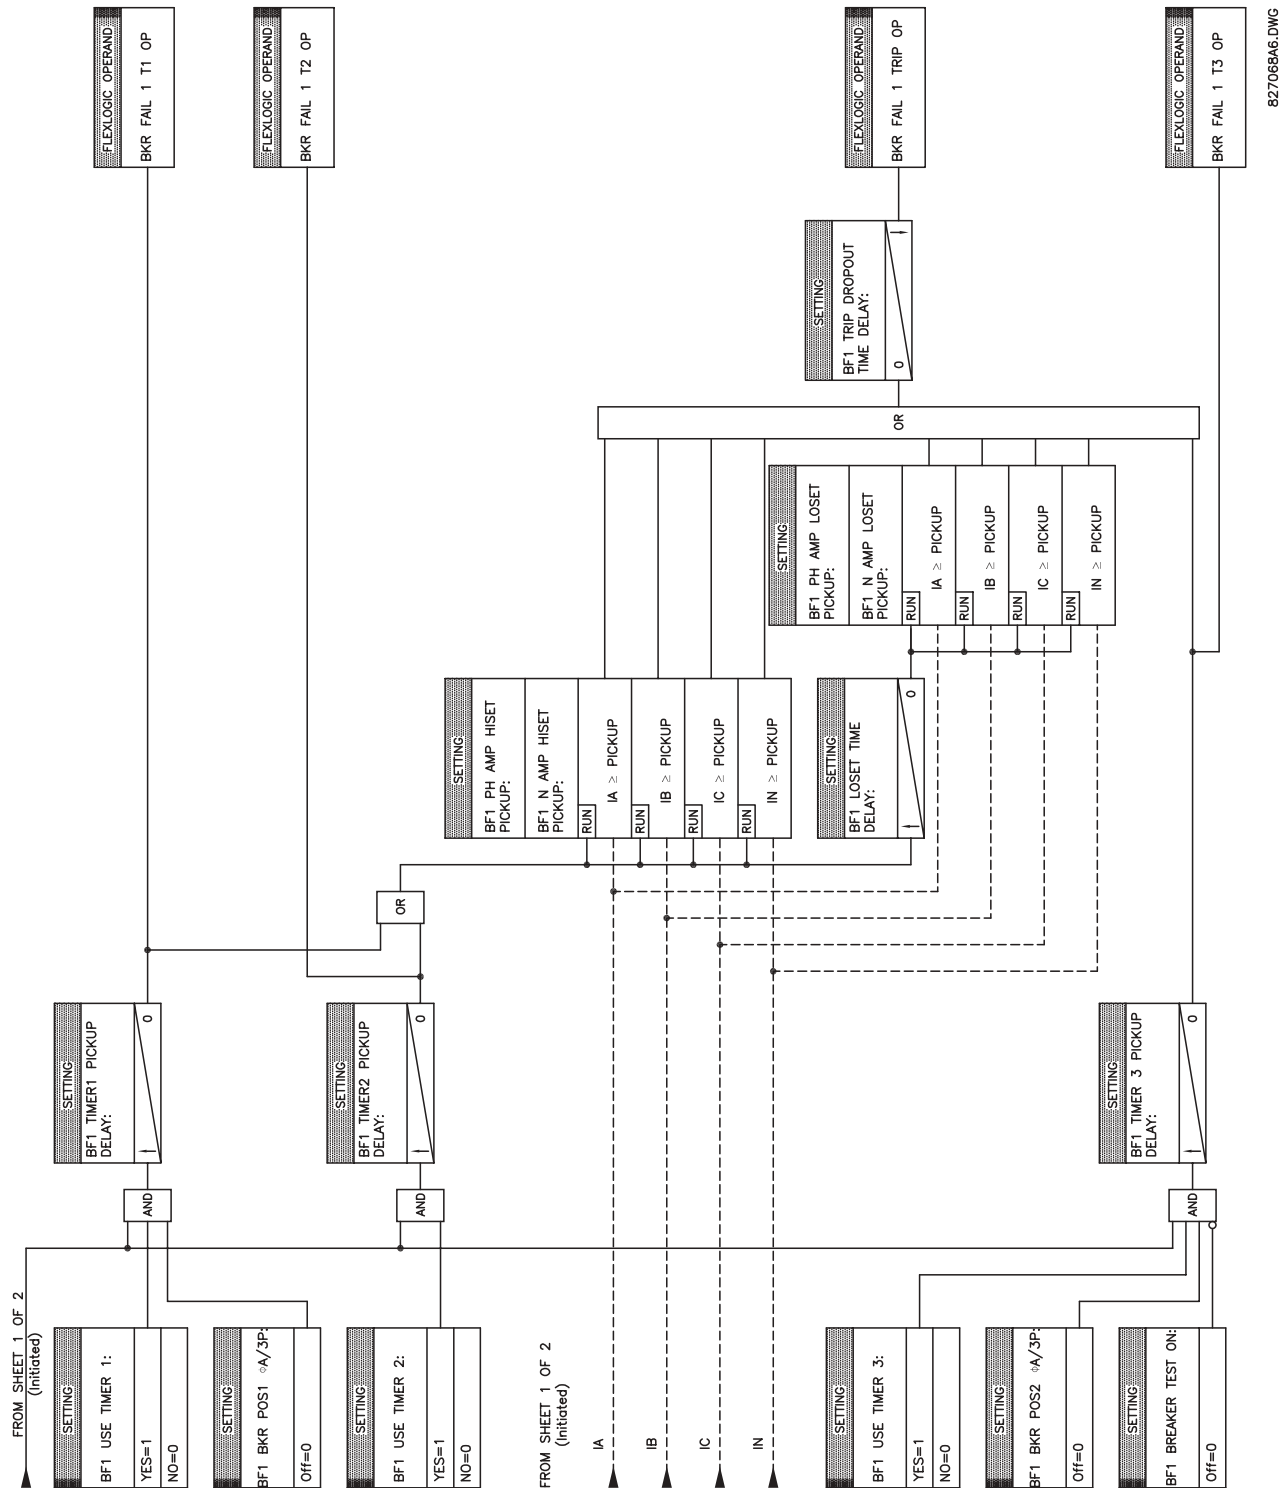 FROM SHEET 1 OF 2
(Initiated)
SETTING
BF1 USE TIMER 1:
YES=1
NO=0
SETTING
BF1 BKR POS1 ΦA/3P:
Off=0
SETTING
BF1 USE TIMER 2:
YES=1
NO=0
FROM SHEET 1 OF 2
(Initiated)
IA
IB
IC
IN
SETTING
BF1 USE TIMER 3:
YES=1
NO=0
SETTING
BF1 BKR POS2 ΦA/3P:
Off=0
SETTING
BF1 BREAKER TEST ON:
Off=0
AND
AND
AND
SETTING
BF1 TIMER1 PICKUP
DELAY:
0
SETTING
BF1 TIMER2 PICKUP
DELAY:
0
SETTING
BF1 TIMER 3 PICKUP
DELAY:
0
OR
SETTING
BF1 PH AMP HISET
PICKUP:
BF1 N AMP HISET
PICKUP:
RUN
IA ≥ PICKUP
RUN
IB ≥ PICKUP
RUN
IC ≥ PICKUP
RUN
IN ≥ PICKUP
SETTING
BF1 LOSET TIME
DELAY:
0
SETTING
BF1 PH AMP LOSET
PICKUP:
BF1 N AMP LOSET
PICKUP:
RUN
IA ≥ PICKUP
RUN
IB ≥ PICKUP
RUN
IC ≥ PICKUP
RUN
IN ≥ PICKUP
OR
SETTING
BF1 TRIP DROPOUT
TIME DELAY:
0
FLEXLOGIC OPERAND
BKR FAIL 1 T1 OP
FLEXLOGIC OPERAND
BKR FAIL 1 T2 OP
FLEXLOGIC OPERAND
BKR FAIL 1 TRIP OP
FLEXLOGIC OPERAND
BKR FAIL 1 T3 OP
827068A6.DWG